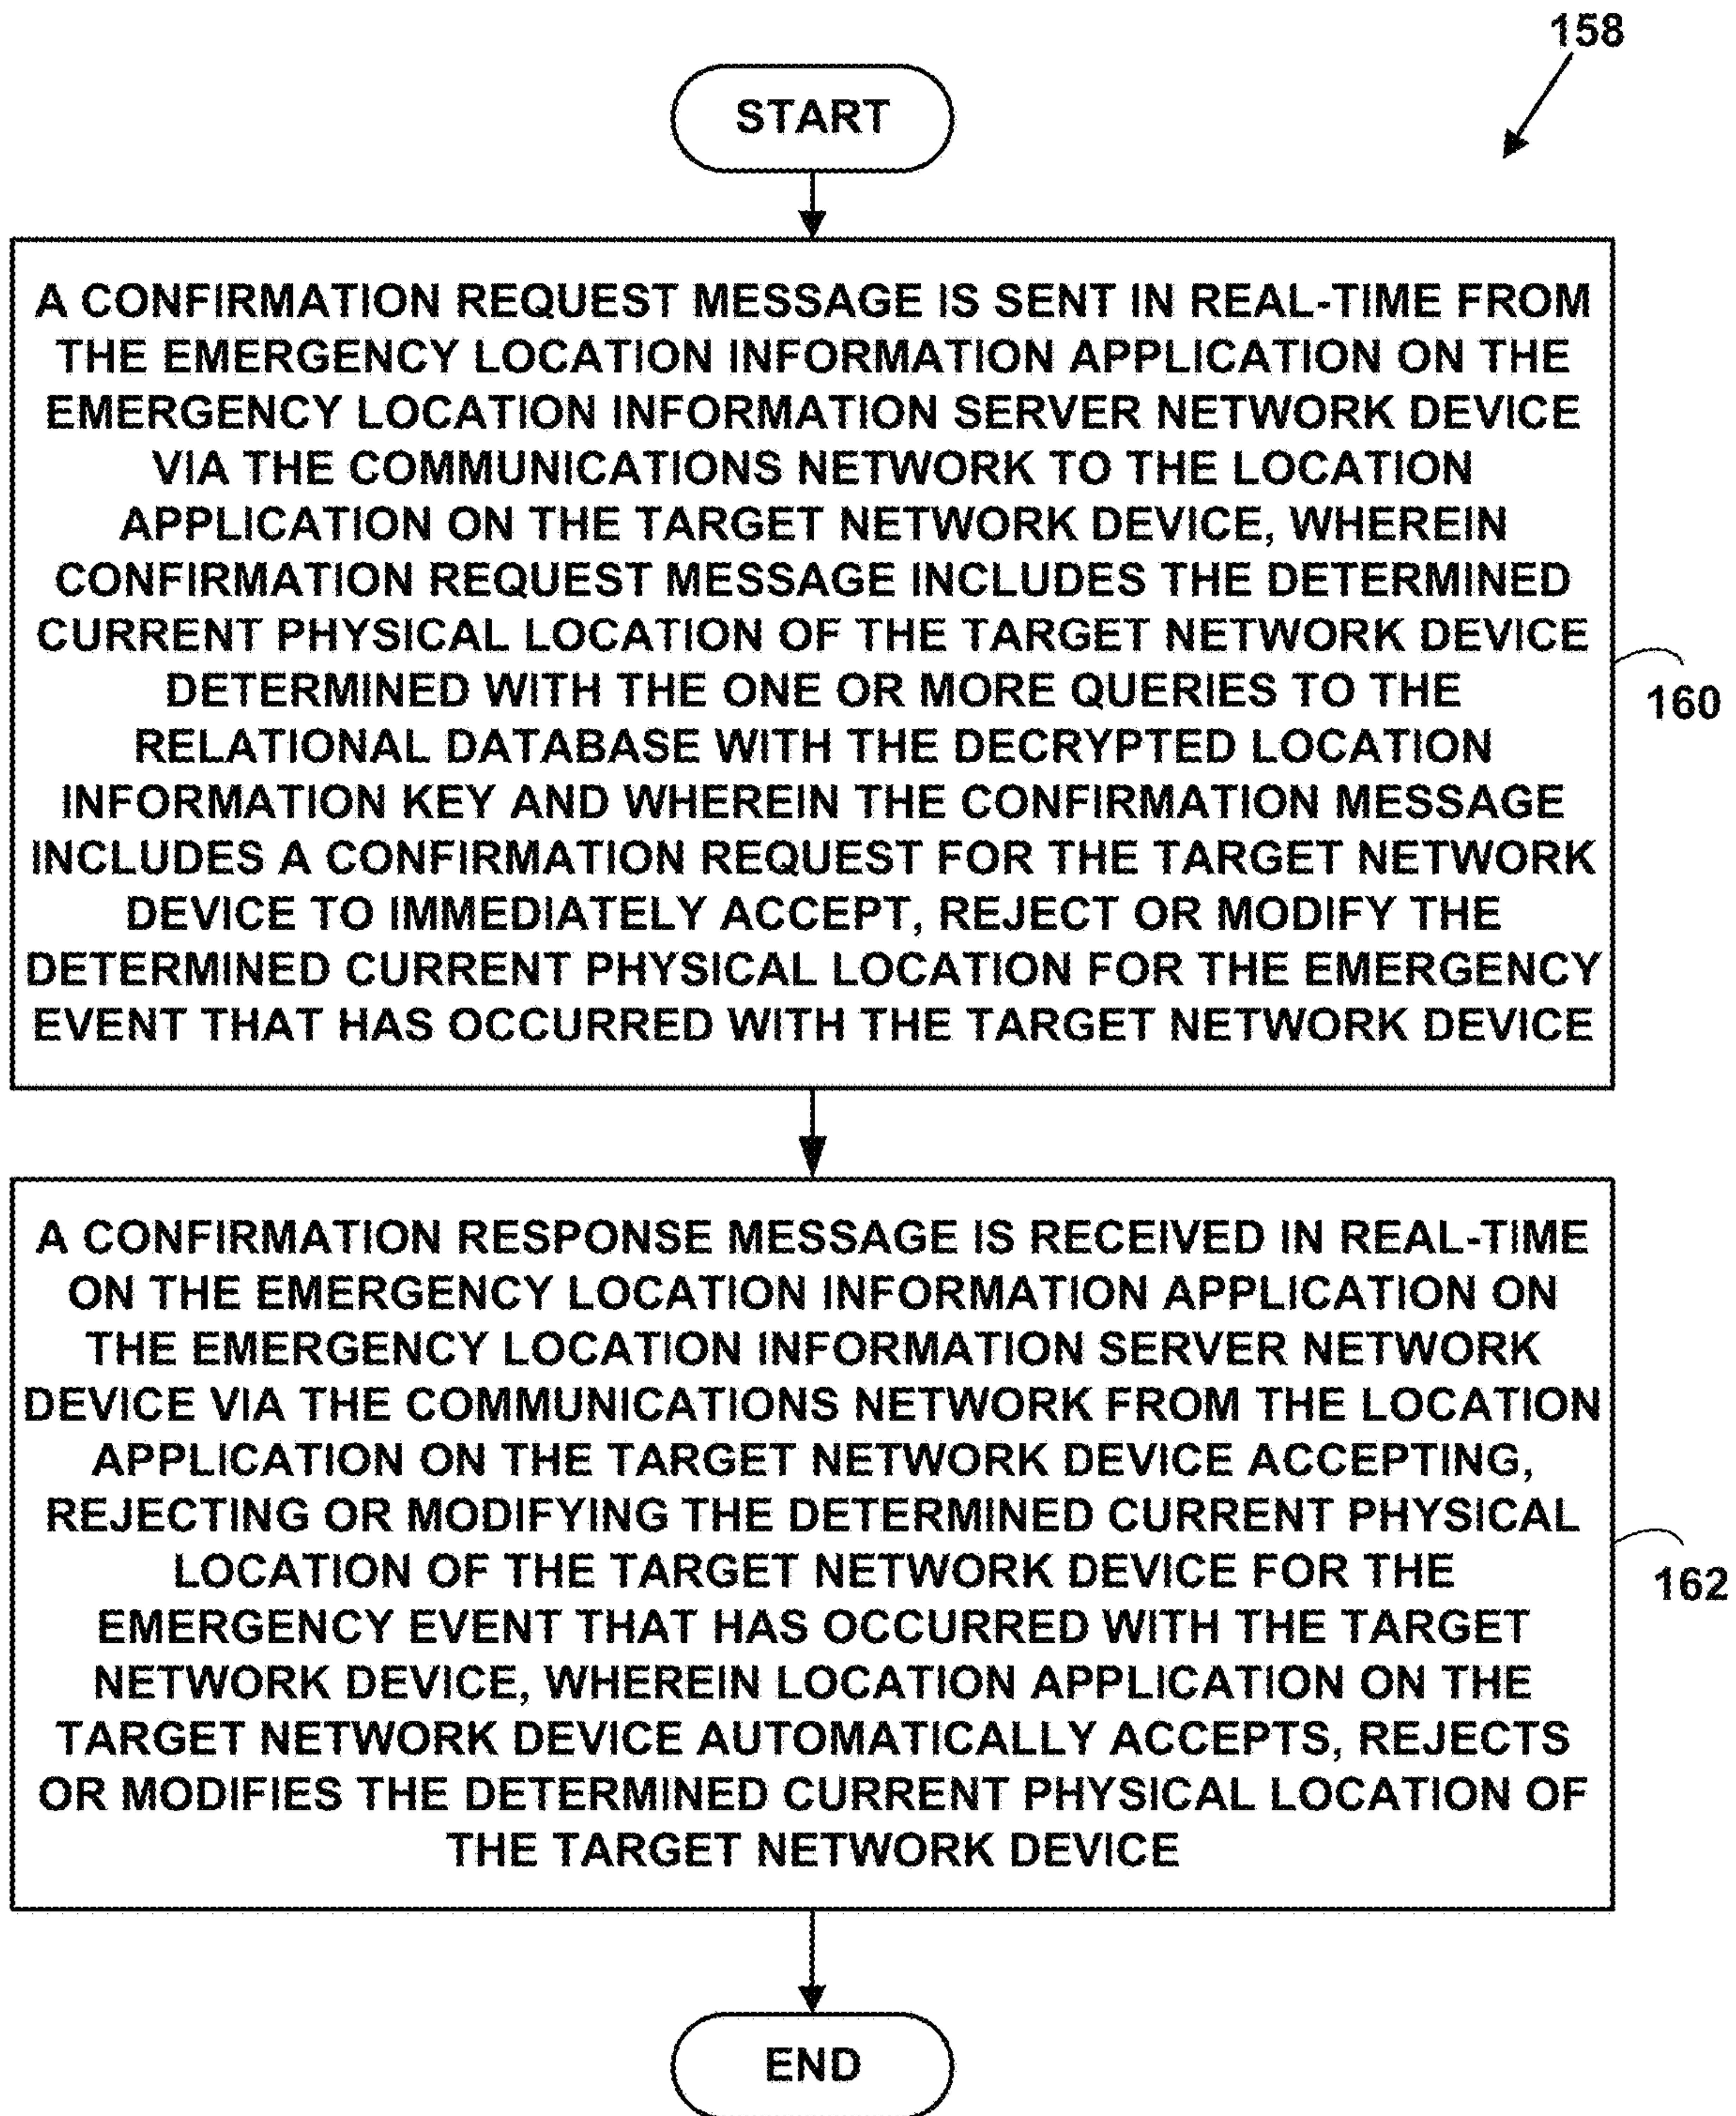 158
START
A CONFIRMATION REQUEST MESSAGE IS SENT IN REAL-TIME FROM
THE EMERGENCY LOCATION INFORMATION APPLICATION ON THE
EMERGENCY LOCATION INFORMATION SERVER NETWORK DEVICE
VIA THE COMMUNICATIONS NETWORK TO THE LOCATION
APPLICATION ON THE TARGET NETWORK DEVICE, WHEREIN
CONFIRMATION REQUEST MESSAGE INCLUDES THE DETERMINED
CURRENT PHYSICAL LOCATION OF THE TARGET NETWORK DEVICE
DETERMINED WITH THE ONE OR MORE QUERIES TO THE
RELATIONAL DATABASE WITH THE DECRYPTED LOCATION
INFORMATION KEY AND WHEREIN THE CONFIRMATION MESSAGE
INCLUDES A CONFIRMATION REQUEST FOR THE TARGET NETWORK
DEVICE TO IMMEDIATELY ACCEPT, REJECT OR MODIFY THE
DETERMINED CURRENT PHYSICAL LOCATION FOR THE EMERGENCY
EVENT THAT HAS OCCURRED WITH THE TARGET NETWORK DEVICE
160
A CONFIRMATION RESPONSE MESSAGE IS RECEIVED IN REAL-TIME
ON THE EMERGENCY LOCATION INFORMATION APPLICATION ON
THE EMERGENCY LOCATION INFORMATION SERVER NETWORK
DEVICE VIA THE COMMUNICATIONS NETWORK FROM THE LOCATION
APPLICATION ON THE TARGET NETWORK DEVICE ACCEPTING,
REJECTING OR MODIFYING THE DETERMINED CURRENT PHYSICAL
LOCATION OF THE TARGET NETWORK DEVICE FOR THE
EMERGENCY EVENT THAT HAS OCCURRED WITH THE TARGET
NETWORK DEVICE, WHEREIN LOCATION APPLICATION ON THE
TARGET NETWORK DEVICE AUTOMATICALLY ACCEPTS, REJECTS
OR MODIFIES THE DETERMINED CURRENT PHYSICAL LOCATION OF
THE TARGET NETWORK DEVICE
162
END